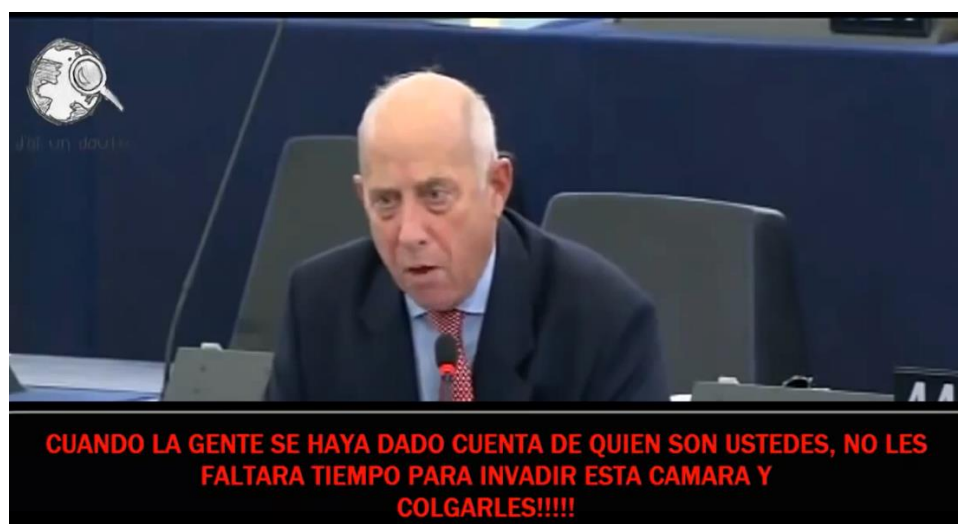 CUANDO LA GENTE SE HAYA DADO CUENTA DE QUIEN SON USTEDES, NO LES
FALTARA TIEMPO PARA INVADIR ESTA CAMARA Y
COLGARLES!!!!!